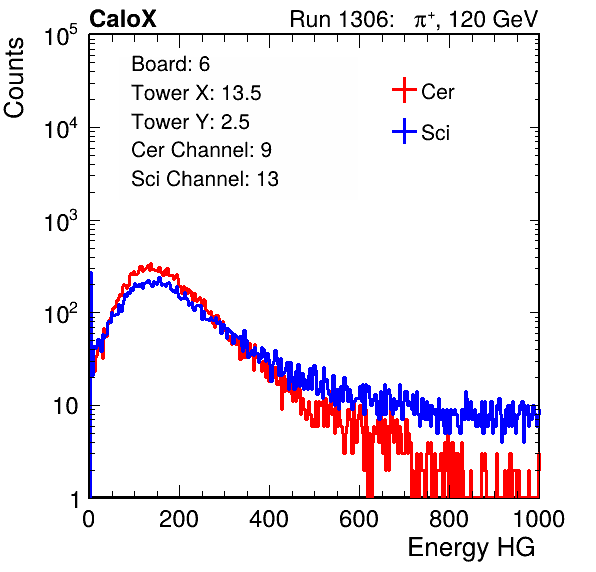 CaloX Run 1306: π⁺, 120 GeV
Board: 6
Tower X: 13.5
Tower Y: 2.5
Cer Channel: 9
Sci Channel: 13
Cer
Sci
Counts
10⁵
10⁴
10³
10²
10
1
0 200 400 600 800 1000
Energy HG